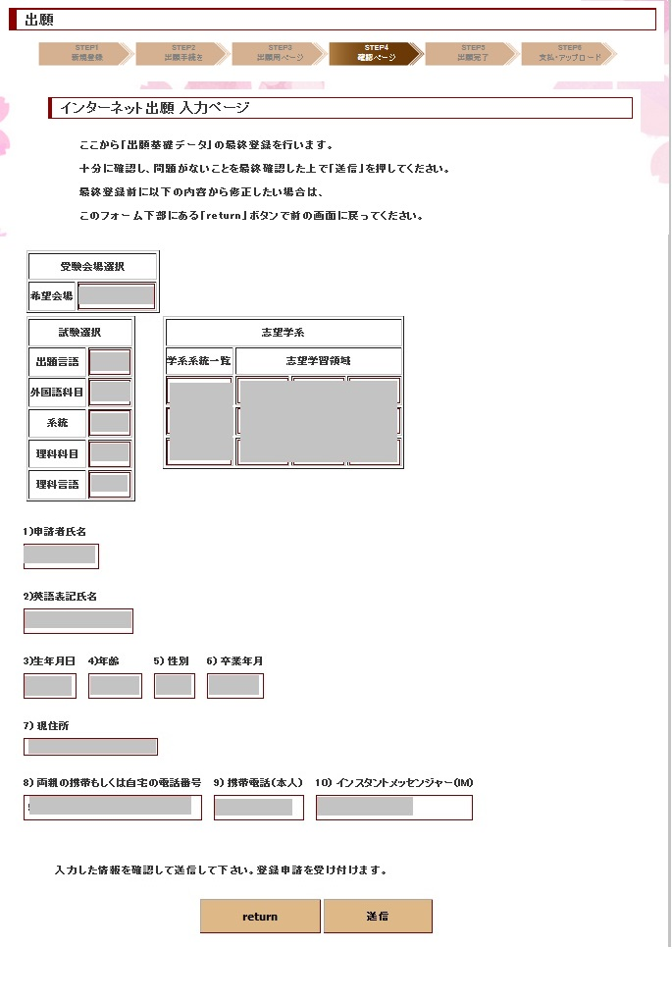 出願
STEP1 STEP2 STEP3 STEP4 STEP5 STEP6
新規登録 出願手続き 出願用ページ 確認ページ 出願完了 支払・アップロード
インターネット出願 入力ページ
ここから「出願基礎データ」の最終登録を行います。
十分に確認し、問題がないことを最終確認した上で「送信」を押してください。
最終登録前に以下の内容から修正したい場合は、
このフォーム下部にある「return」ボタンで前の画面に戻ってください。
受験会場選択
希望会場
試験選択
出題言語
外国語科目
系統
理科科目
理科言語
志望学系
学系系統一覧 志望学習領域
1)申請者氏名
2)英語表記氏名
3)生年月日 4)年齢 5) 性別 6) 卒業年月
7) 現住所
8) 両親の携帯もしくは自宅の電話番号 9) 携帯電話(本人) 10) インスタントメッセンジャー(IM)
入力した情報を確認して送信して下さい。登録申請を受け付けます。
return 送信